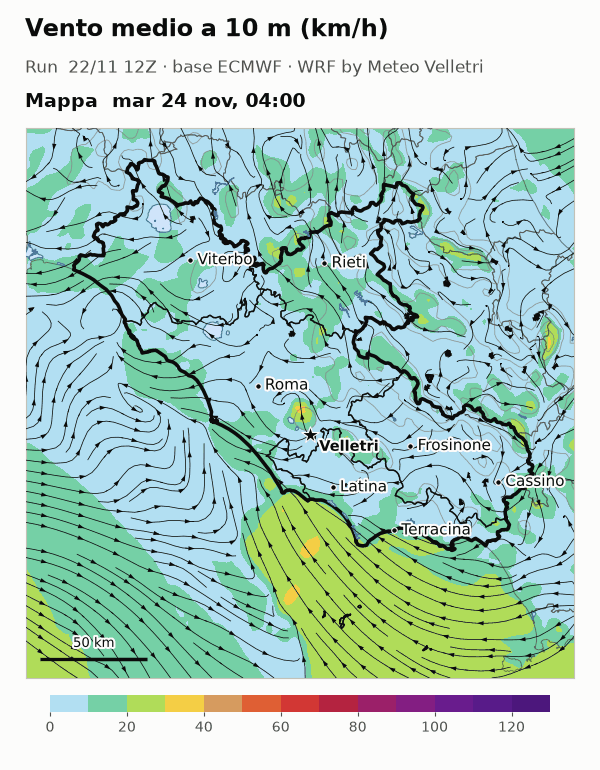 Vento medio a 10 m (km/h)
Run 22/11 12Z · base ECMWF · WRF by Meteo Velletri
Mappa mar 24 nov, 04:00
Viterbo
Rieti
Roma
Velletri
Frosinone
Latina
Cassino
Terracina
50 km
0 20 40 60 80 100 120